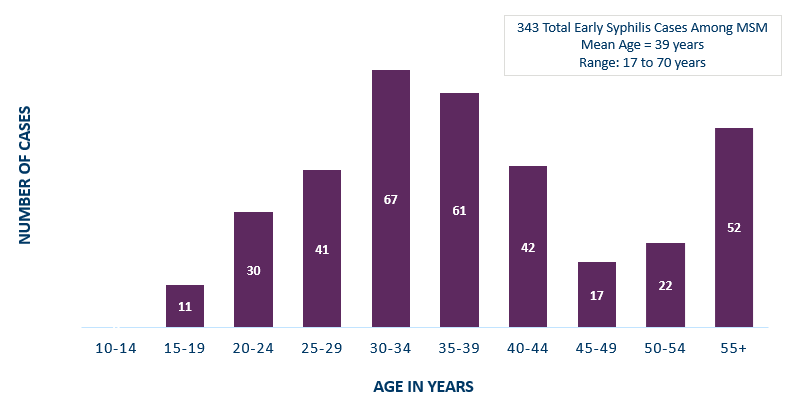 343 Total Early Syphilis Cases Among MSM
Mean Age = 39 years
Range: 17 to 70 years
NUMBER OF CASES
11
30
41
67
61
42
17
22
52
10-14 15-19 20-24 25-29 30-34 35-39 40-44 45-49 50-54 55+
AGE IN YEARS